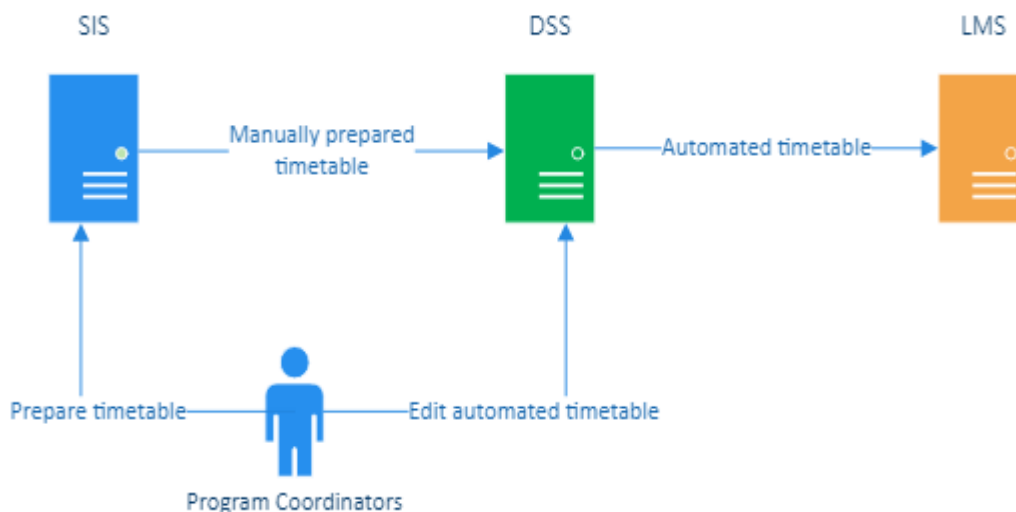 SIS
DSS
LMS
Manually prepared
timetable
Automated timetable
Prepare timetable
Edit automated timetable
Program Coordinators